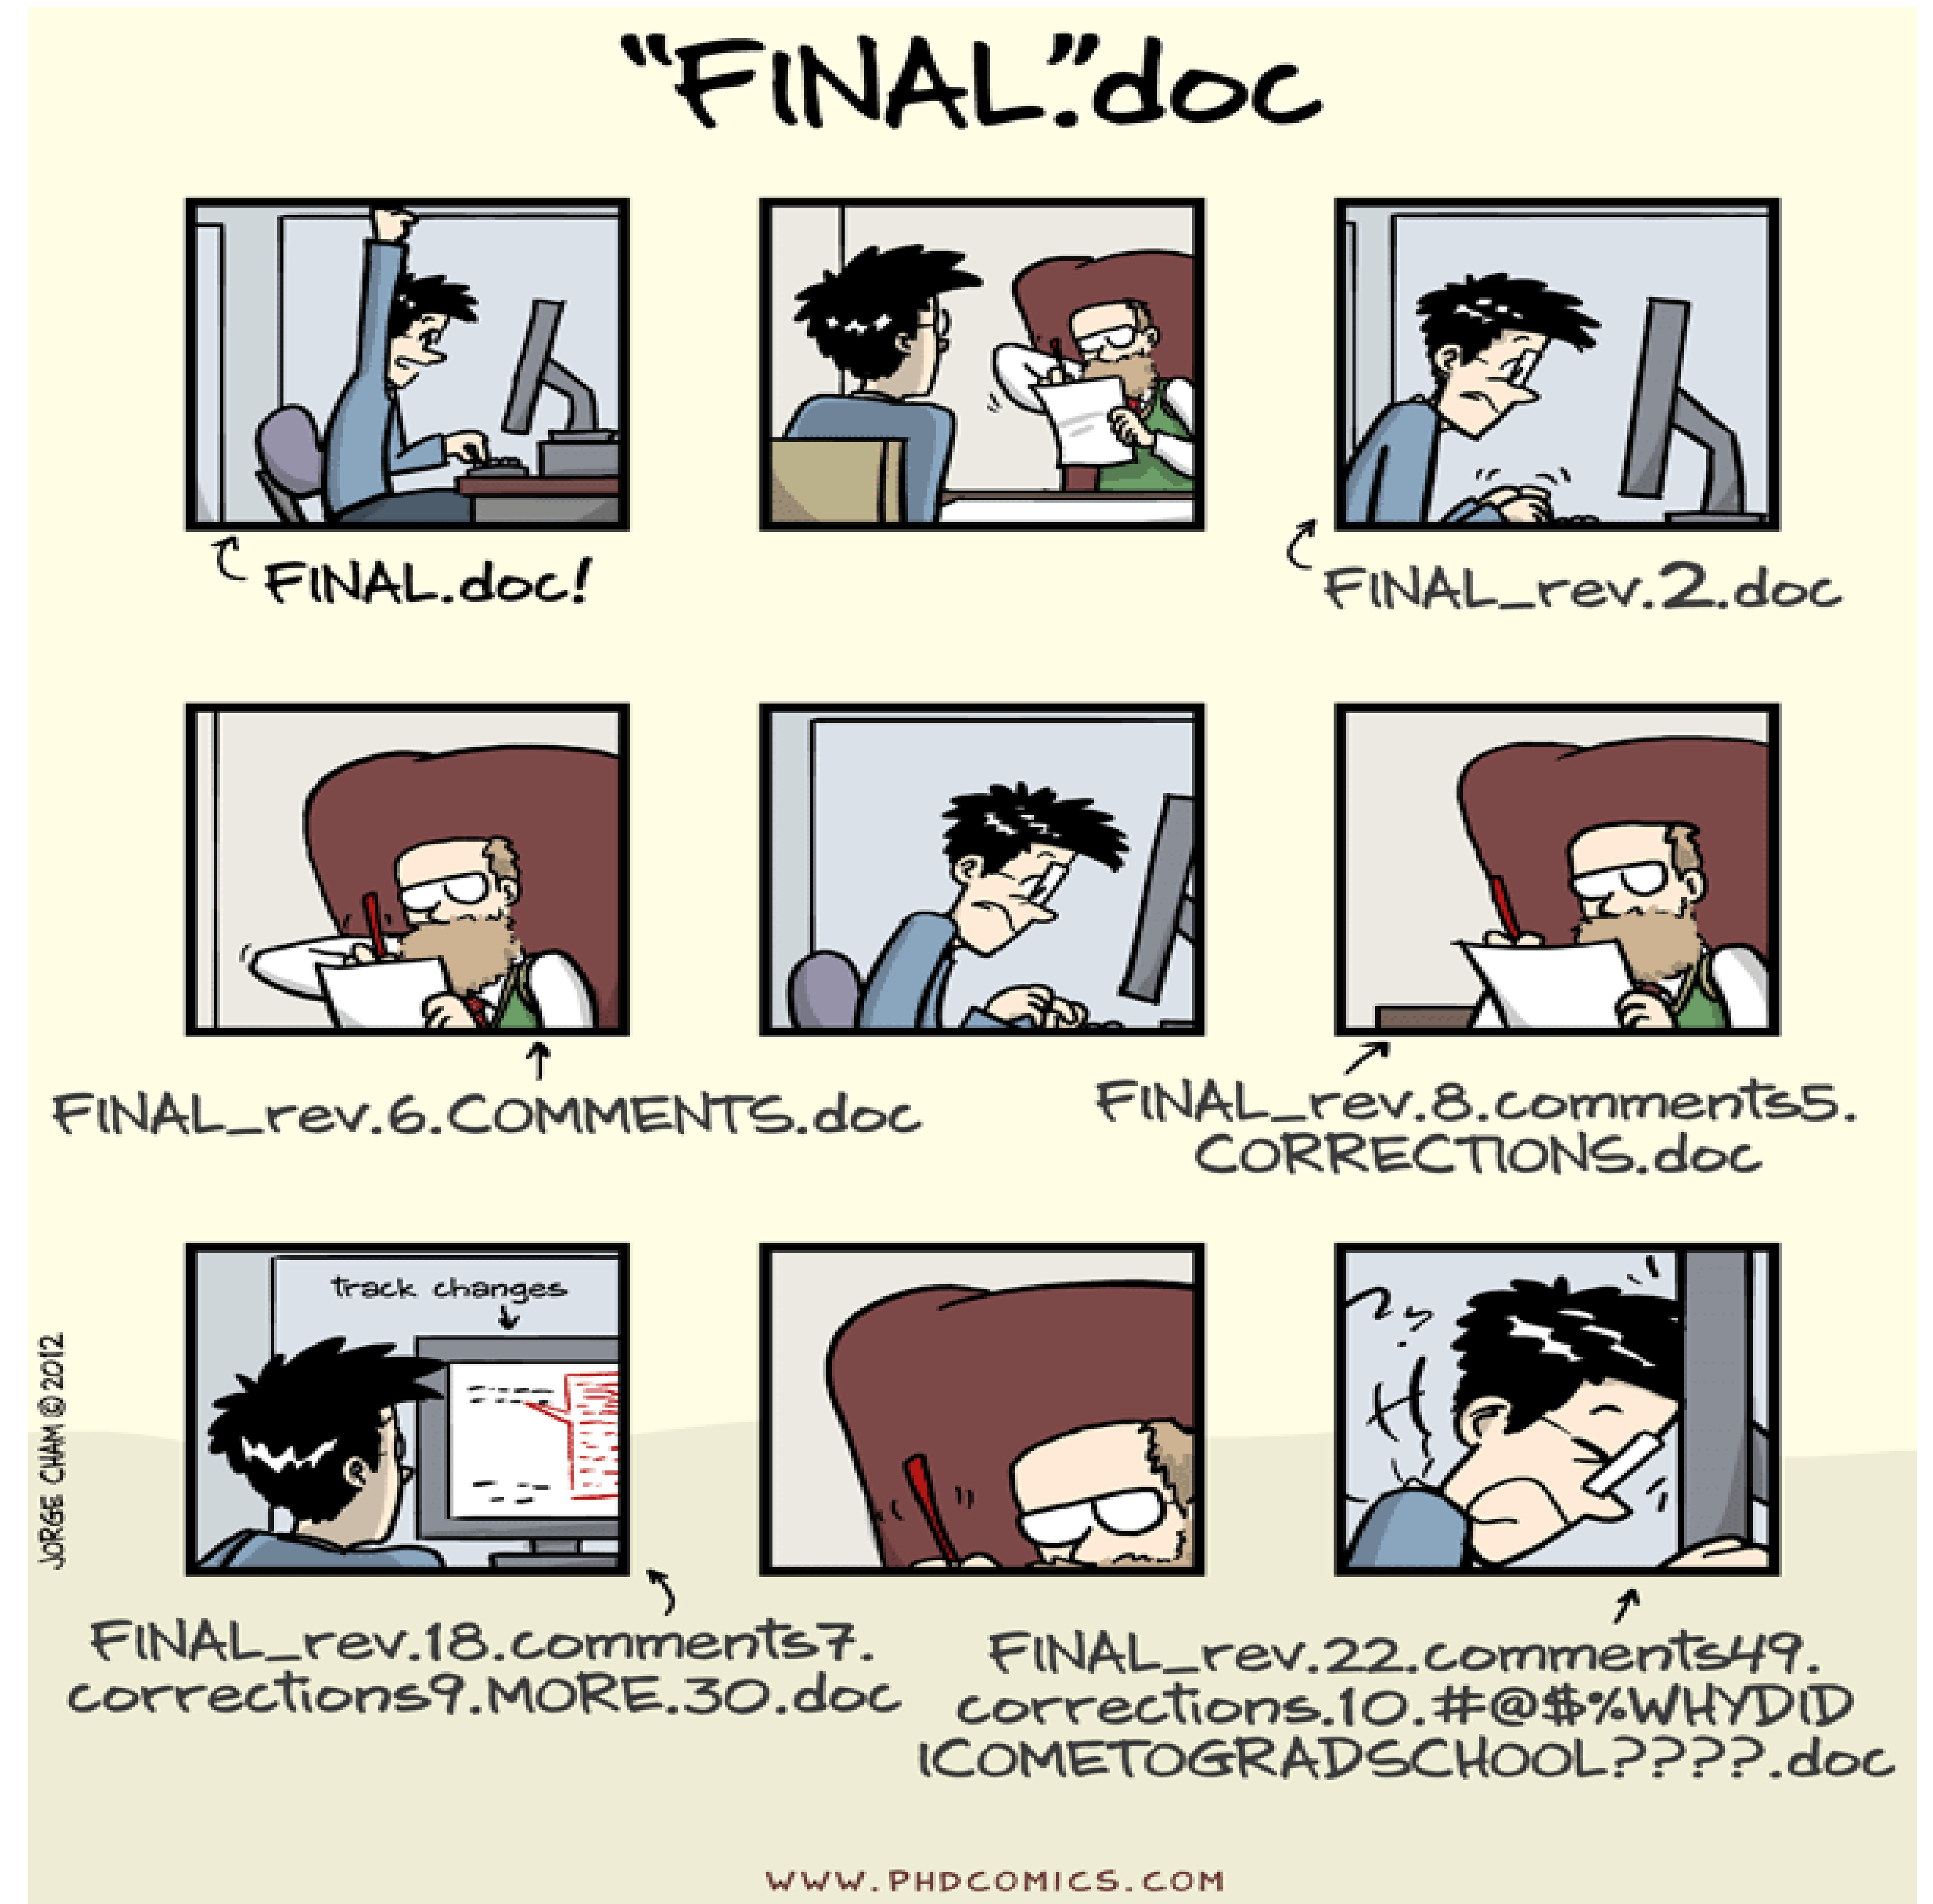 "FINAL".doc
FINAL.doc!
FINAL_rev.2.doc
FINAL_rev.6.COMMENTS.doc
FINAL_rev.8.comments5.
CORRECTIONS.doc
track changes
FINAL_rev.18.comments7.
corrections9.MORE.30.doc
FINAL_rev.22.comments49.
corrections.10.#@$%WHYDID
ICOMETOGRADSCHOOL????.doc
JORGE CHAM © 2012
WWW.PHDCOMICS.COM